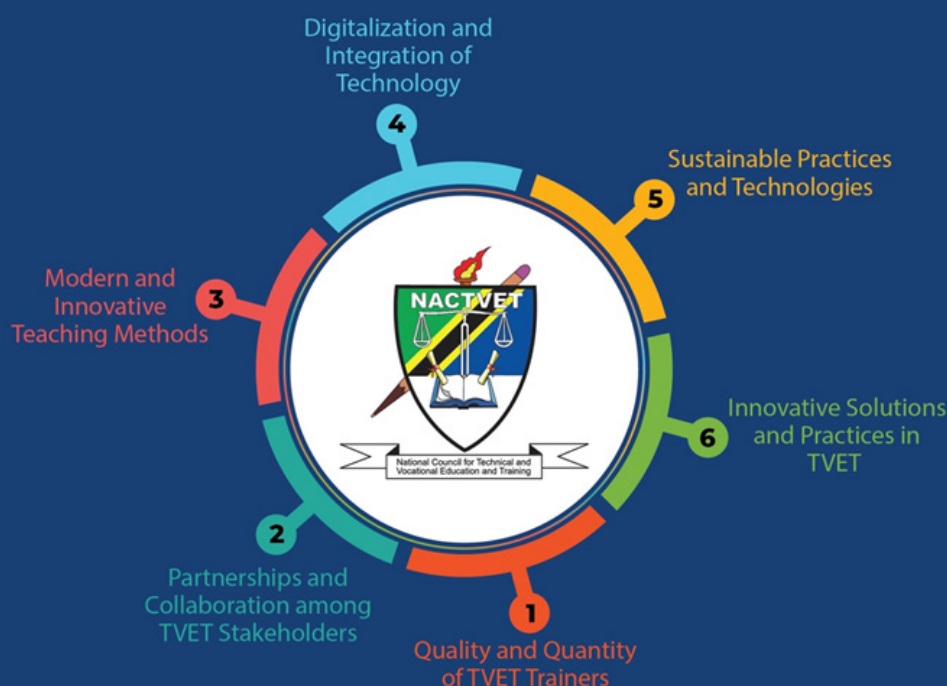 Digitalization and
Integration of
Technology
4
Sustainable Practices
and Technologies
5
Modern and
Innovative
Teaching Methods
3
NACTVET
National Council for Technical and
Vocational Education and Training
Innovative Solutions
and Practices in
TVET
6
2
Partnerships and
Collaboration among
TVET Stakeholders
1
Quality and Quantity
of TVET Trainers